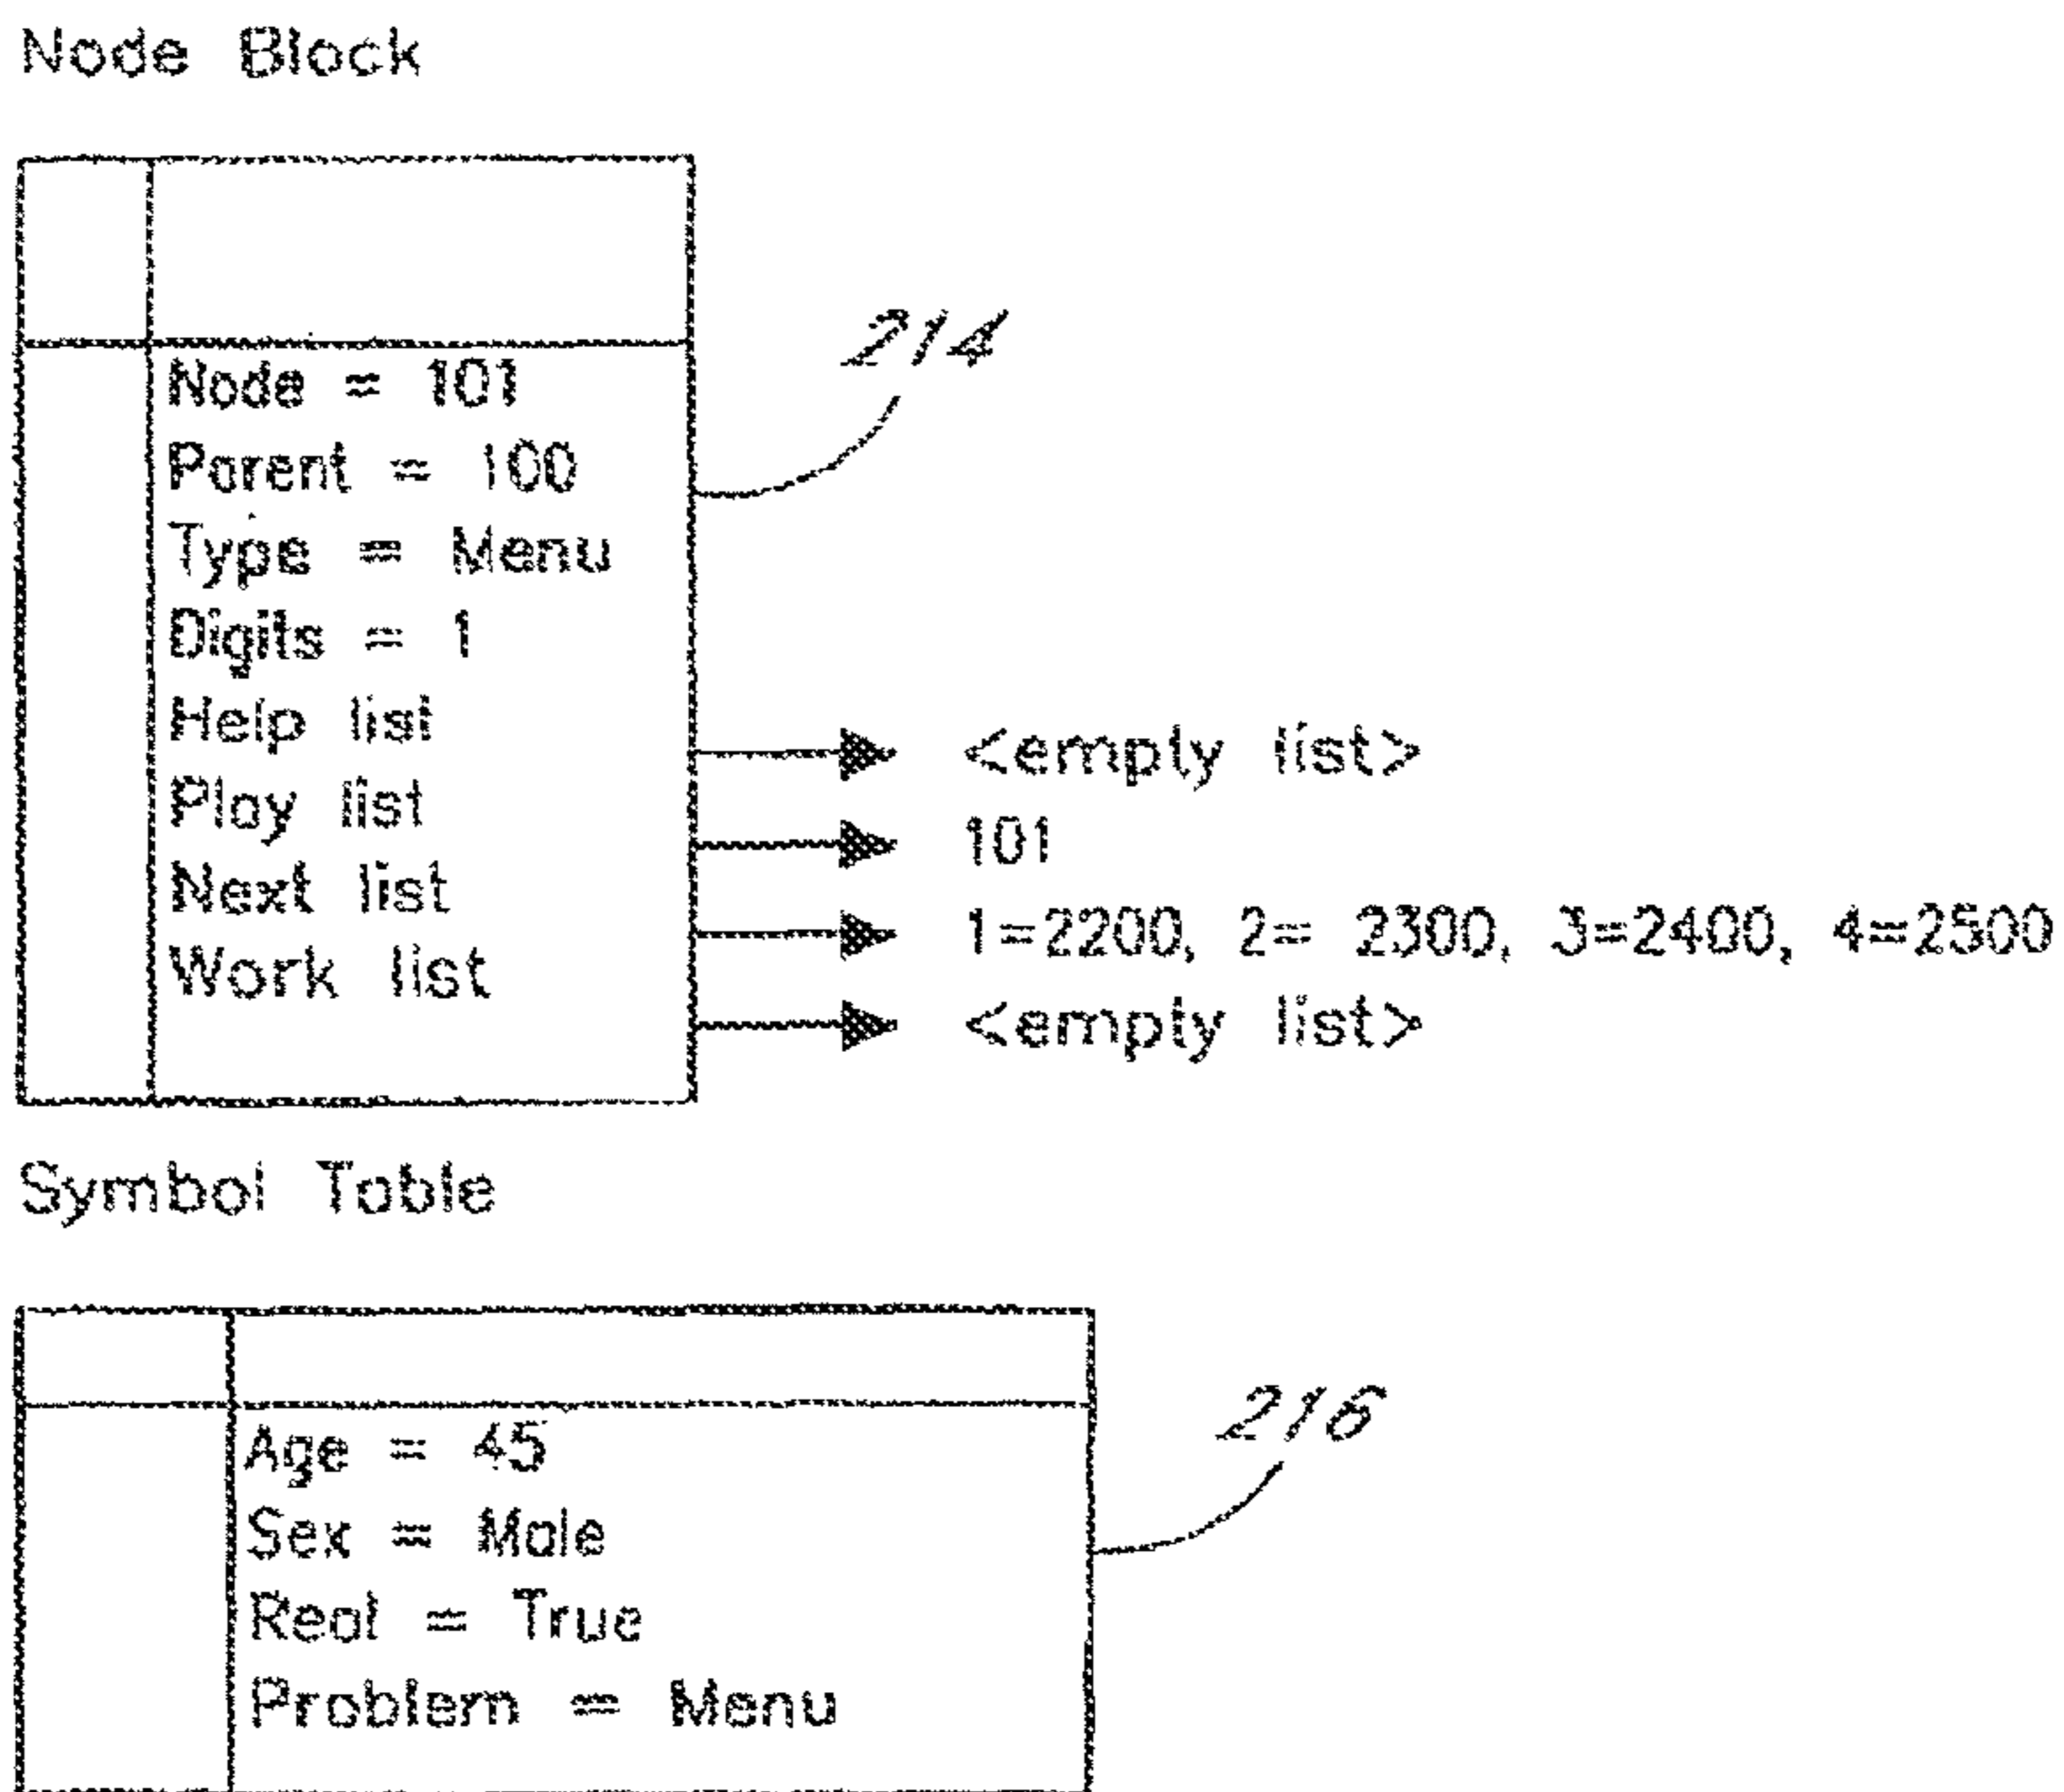 Node Block
214
Node = 101
Parent = 100
Type = Menu
Digits = 1
Help list
<empty list>
Play list
101
Next list
1=2200, 2= 2300, 3=2400, 4=2500
Work list
<empty list>
Symbol Table
216
Age = 45
Sex = Male
Real = True
Problem = Menu